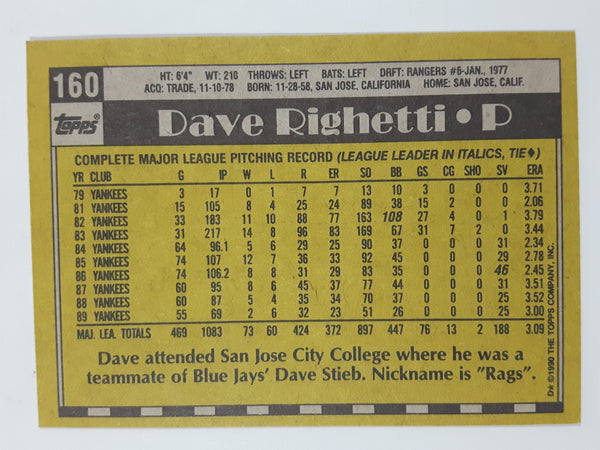 160
HT: 6'4" WT: 210 THROWS: LEFT BATS: LEFT DRFT: RANGERS #6-JAN., 1977
ACQ: TRADE, 11-10-78 BORN: 11-28-58, SAN JOSE, CALIFORNIA HOME: SAN JOSE, CALIF.
Topps
Dave Righetti • P
COMPLETE MAJOR LEAGUE PITCHING RECORD (LEAGUE LEADER IN ITALICS, TIE♦)
YR CLUB G IP W L R ER SO BB GS CG SHO SV ERA
79 YANKEES 3 17 0 1 7 7 13 10 3 0 0 0 3.71
81 YANKEES 15 105 8 4 25 24 89 38 15 2 0 0 2.06
82 YANKEES 33 183 11 10 88 77 163 108 27 4 0 1 3.79
83 YANKEES 31 217 14 8 96 83 169 67 31 7 2 0 3.44
84 YANKEES 64 96.1 5 6 29 25 90 37 0 0 0 31 2.34
85 YANKEES 74 107 12 7 36 33 92 45 0 0 0 29 2.78
86 YANKEES 74 106.2 8 8 31 29 83 35 0 0 0 46 2.45
87 YANKEES 60 95 8 6 45 37 77 44 0 0 0 31 3.51
88 YANKEES 60 87 5 4 35 34 70 37 0 0 0 25 3.52
89 YANKEES 55 69 2 6 32 23 51 26 0 0 0 25 3.00
MAJ. LEA. TOTALS 469 1083 73 60 424 372 897 447 76 13 2 188 3.09
Dave attended San Jose City College where he was a
teammate of Blue Jays' Dave Stieb. Nickname is "Rags".
D★ ©1990 THE TOPPS COMPANY, INC.